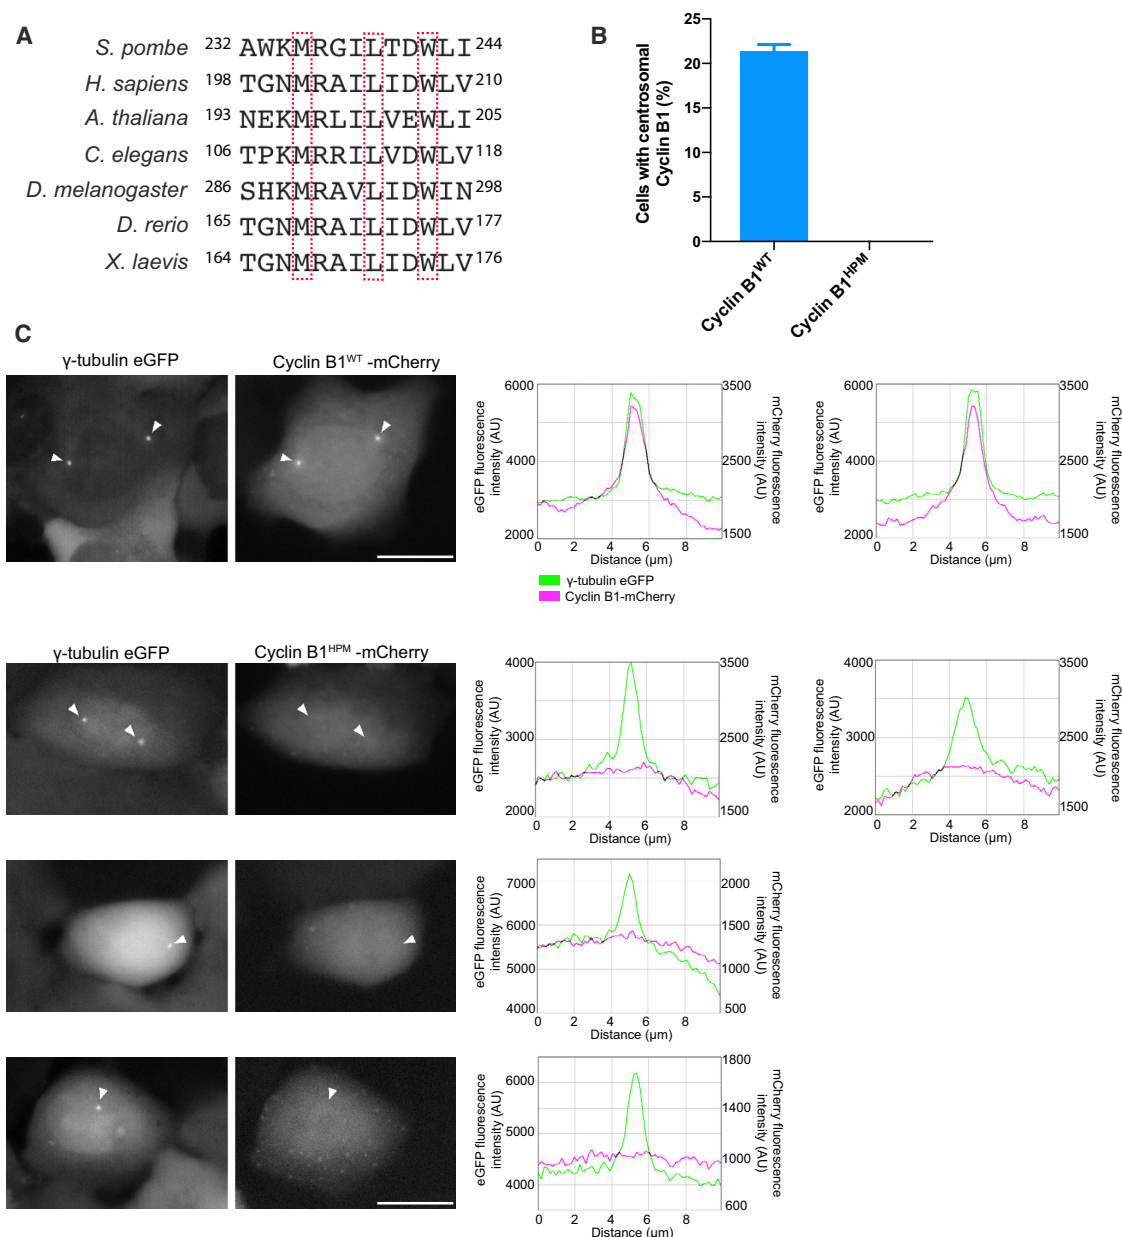 A
S. pombe 232 AWKMRGILTDWLI 244
H. sapiens 198 TGNMRAILIDWLV 210
A. thaliana 193 NEKMRLILVEWLI 205
C. elegans 106 TPKMRRILVDWLV 118
D. melanogaster 286 SHKMRAVLIDWIN 298
D. rerio 165 TGNMRAILIDWLV 177
X. laevis 164 TGNMRAILIDWLV 176
B
Cells with centrosomal
Cyclin B1 (%)
25
20
15
10
5
0
Cyclin B1WT
Cyclin B1HPM
C
γ-tubulin eGFP
Cyclin B1WT -mCherry
eGFP fluorescence
intensity (AU)
6000
4000
2000
3500
2500
1500
mCherry fluorescence
intensity (AU)
0 2 4 6 8
Distance (µm)
eGFP fluorescence
intensity (AU)
6000
4000
2000
3500
2500
1500
mCherry fluorescence
intensity (AU)
0 2 4 6 8
Distance (µm)
γ-tubulin eGFP
Cyclin B1-mCherry
γ-tubulin eGFP
Cyclin B1HPM -mCherry
eGFP fluorescence
intensity (AU)
4000
3000
2000
3500
2500
1500
mCherry fluorescence
intensity (AU)
0 2 4 6 8
Distance (µm)
eGFP fluorescence
intensity (AU)
4000
3000
2000
3500
2500
1500
mCherry fluorescence
intensity (AU)
0 2 4 6 8
Distance (µm)
eGFP fluorescence
intensity (AU)
7000
6000
5000
4000
2000
1500
1000
500
mCherry fluorescence
intensity (AU)
0 2 4 6 8
Distance (µm)
eGFP fluorescence
intensity (AU)
6000
5000
4000
1800
1400
1000
600
mCherry fluorescence
intensity (AU)
0 2 4 6 8
Distance (µm)